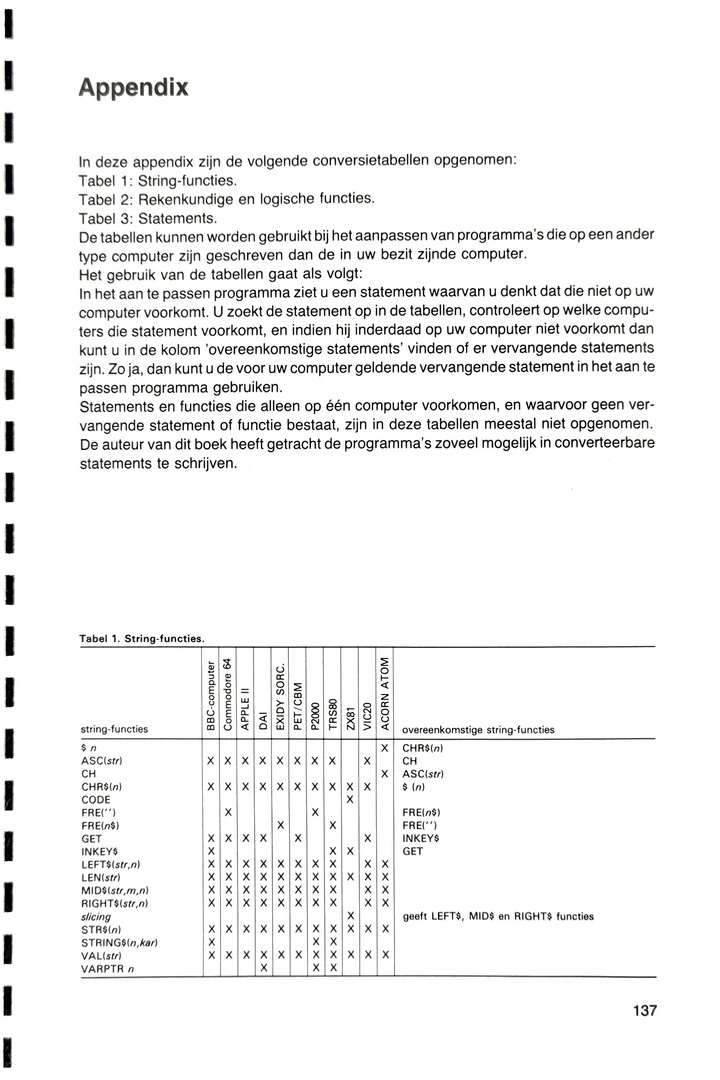 Appendix
In deze appendix zijn de volgende conversietabellen opgenomen:
Tabel 1: String-functies.
Tabel 2: Rekenkundige en logische functies.
Tabel 3: Statements.
De tabellen kunnen worden gebruikt bij het aanpassen van programma's die op een ander
type computer zijn geschreven dan de in uw bezit zijnde computer.
Het gebruik van de tabellen gaat als volgt:
In het aan te passen programma ziet u een statement waarvan u denkt dat die niet op uw
computer voorkomt. U zoekt de statement op in de tabellen, controleert op welke compu-
ters die statement voorkomt, en indien hij inderdaad op uw computer niet voorkomt dan
kunt u in de kolom 'overeenkomstige statements' vinden of er vervangende statements
zijn. Zo ja, dan kunt u de voor uw computer geldende vervangende statement in het aan te
passen programma gebruiken.
Statements en functies die alleen op één computer voorkomen, en waarvoor geen ver-
vangende statement of functie bestaat, zijn in deze tabellen meestal niet opgenomen.
De auteur van dit boek heeft getracht de programma's zoveel mogelijk in converteerbare
statements te schrijven.
Tabel 1. String-functies.
string-functies BBC-computer Commodore 64 APPLE II DAI EXIDY SORC. PET/CBM P2000 TRS80 ZX81 VIC20 ACORN ATOM overeenkomstige string-functies
$ n X CHR$(n)
ASC(str) X X X X X X X X X CH
CH X ASC(str)
CHR$(n) X X X X X X X X X X $ (n)
CODE X
FRE('') X X FRE(n$)
FRE(n$) X X FRE('')
GET X X X X X X INKEY$
INKEY$ X X X GET
LEFT$(str,n) X X X X X X X X X X
LEN(str) X X X X X X X X X X X
MID$(str,m,n) X X X X X X X X X X
RIGHT$(str,n) X X X X X X X X X X
slicing X geeft LEFT$, MID$ en RIGHT$ functies
STR$(n) X X X X X X X X X X X
STRING$(n,kar) X X X
VAL(str) X X X X X X X X X X X
VARPTR n X X X
137